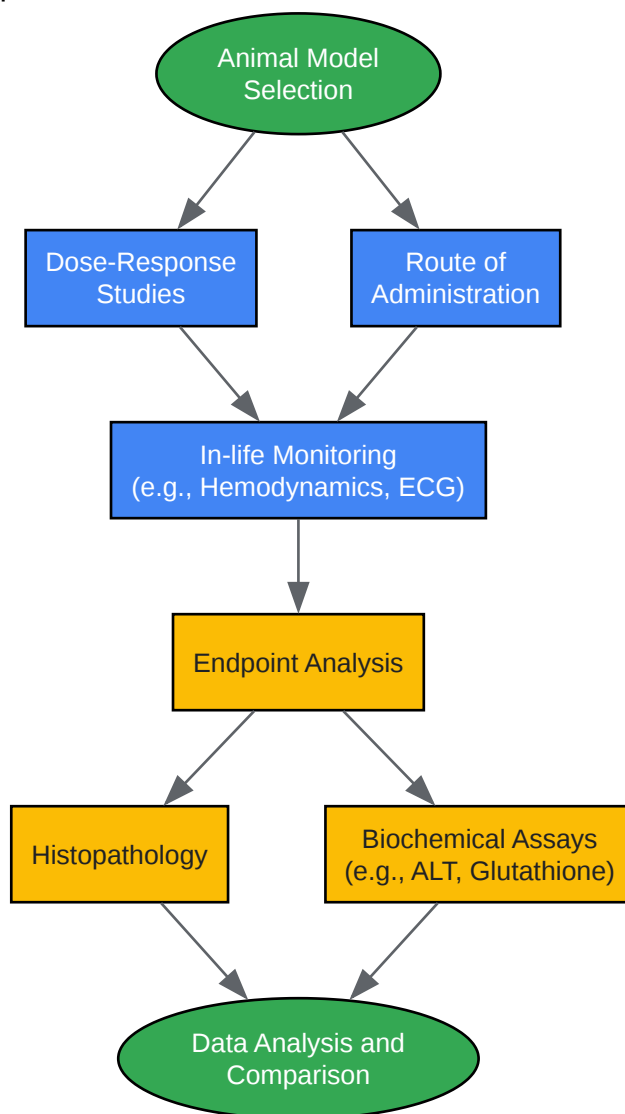 Animal Model
Selection
Dose-Response
Studies
Route of
Administration
In-life Monitoring
(e.g., Hemodynamics, ECG)
Endpoint Analysis
Histopathology
Biochemical Assays
(e.g., ALT, Glutathione)
Data Analysis and
Comparison